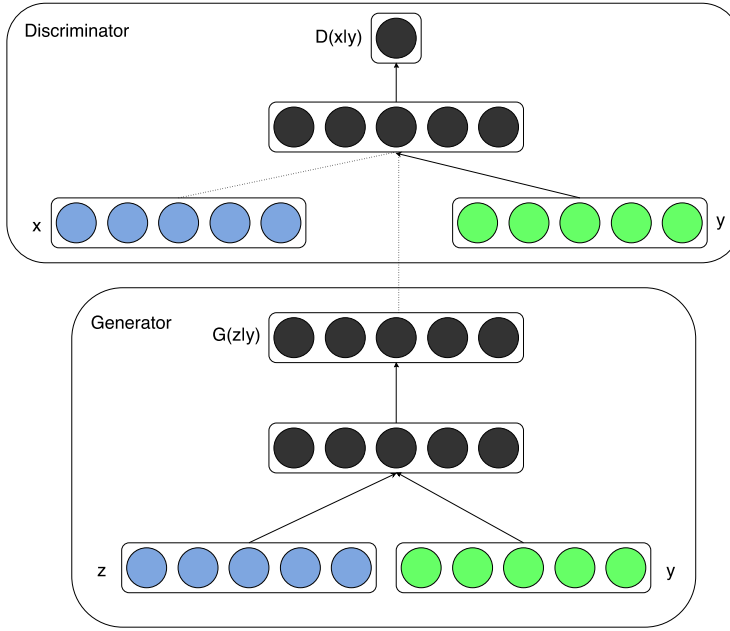 Discriminator
D(x|y)
x
y
Generator
G(z|y)
z
y